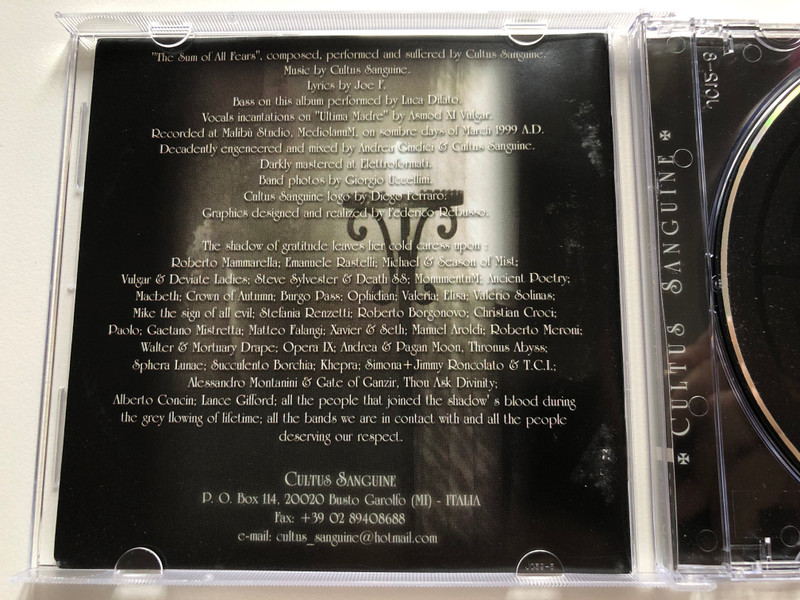 "The Sum of All Fears", composed, performed and suffered by Cultus Sanguine.
Music by Cultus Sanguine.
Lyrics by Joe F.
Bass on this album performed by Luca Dilato.
Vocals incantations on "Ultima Madre" by Asmod XI Vulgar.
Recorded at Malibù Studio, MediolanuM, on sombre days of March 1999 A.D.
Decadently engeneered and mixed by Andrea Giudici & Cultus Sanguine.
Darkly mastered at Elettroformati.
Band photos by Giorgio Uccellini.
Cultus Sanguine logo by Diego Ferraro.
Graphics designed and realized by Federico Rebusso.
The shadow of gratitude leaves her cold caress upon :
Roberto Mammarella; Emanuele Rastelli; Michael & Season of Mist;
Vulgar & Deviate Ladies; Steve Sylvester & Death SS; MonumentuM; Ancient Poetry;
Macbeth; Crown of Autumn; Burgo Pass; Ophidian; Valeria; Elisa; Valerio Solinas;
Mike the sign of all evil; Stefania Renzetti; Roberto Borgonovo; Christian Croci;
Paolo; Gaetano Mistretta; Matteo Falangi; Xavier & Seth; Manuel Aroldi; Roberto Meroni;
Walter & Mortuary Drape; Opera IX; Andrea & Pagan Moon, Thronus Abyss;
Sphera Lunae; Succulento Borchia; Khepra; Simona+Jimmy Roncolato & T.C.I.;
Alessandro Montanini & Gate of Ganzir, Thou Ask Divinity;
Alberto Concin; Lance Gifford; all the people that joined the shadow' s blood during
the grey flowing of lifetime; all the bands we are in contact with and all the people
deserving our respect.
Cultus Sanguine
P. O. Box 114, 20020 Busto Garolfo (MI) - ITALIA
Fax: +39 02 89408688
e-mail: cultus_sanguine@hotmail.com
Cultus Sanguine